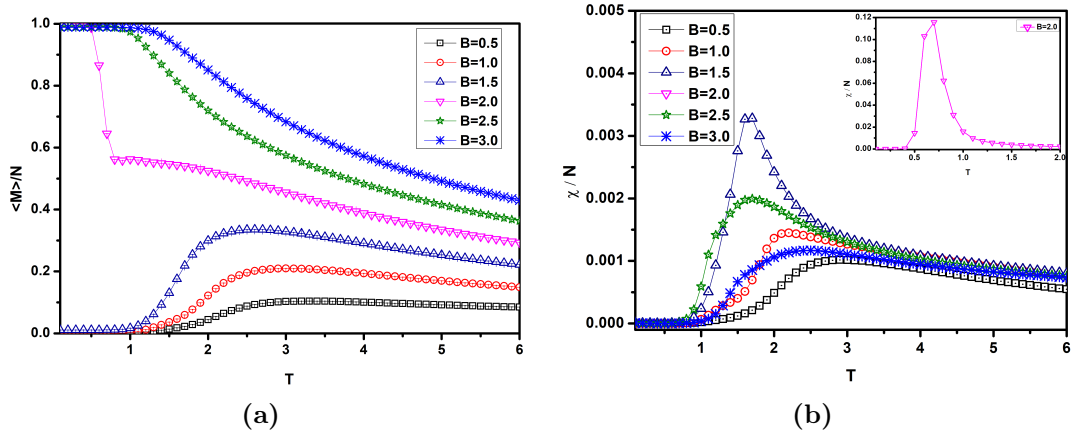 <M>/N
1.0
0.8
0.6
0.4
0.2
0.0
1
2
3
4
5
6
T
B=0.5
B=1.0
B=1.5
B=2.0
B=2.5
B=3.0
(a)
χ / N
0.005
0.004
0.003
0.002
0.001
0.000
1
2
3
4
5
6
T
B=0.5
B=1.0
B=1.5
B=2.0
B=2.5
B=3.0
χ / N
0.12
0.10
0.08
0.06
0.04
0.02
0.00
0.5
1.0
1.5
2.0
T
B=2.0
(b)